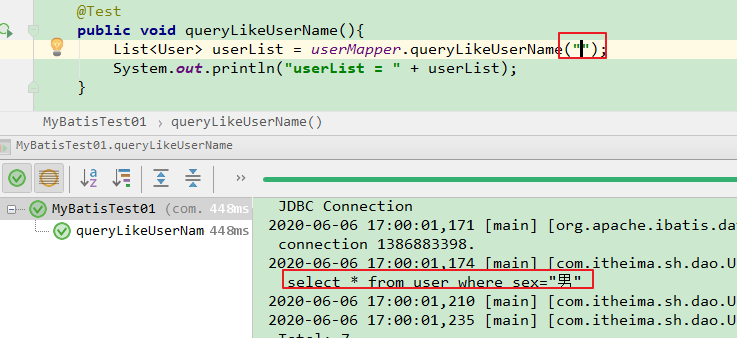 @Test
public void queryLikeUserName(){
List<User> userList = userMapper.queryLikeUserName("");
System.out.println("userList = " + userList);
}
MyBatisTest01 › queryLikeUserName()
MyBatisTest01.queryLikeUserName
»
MyBatisTest01 (com. 448ms
queryLikeUserNam 448ms
JDBC Connection
2020-06-06 17:00:01,171 [main] [org.apache.ibatis.da
connection 1386883398.
2020-06-06 17:00:01,174 [main] [com.itheima.sh.dao.U
select * from user where sex="男"
2020-06-06 17:00:01,210 [main] [com.itheima.sh.dao.U
2020-06-06 17:00:01,235 [main] [com.itheima.sh.dao.U